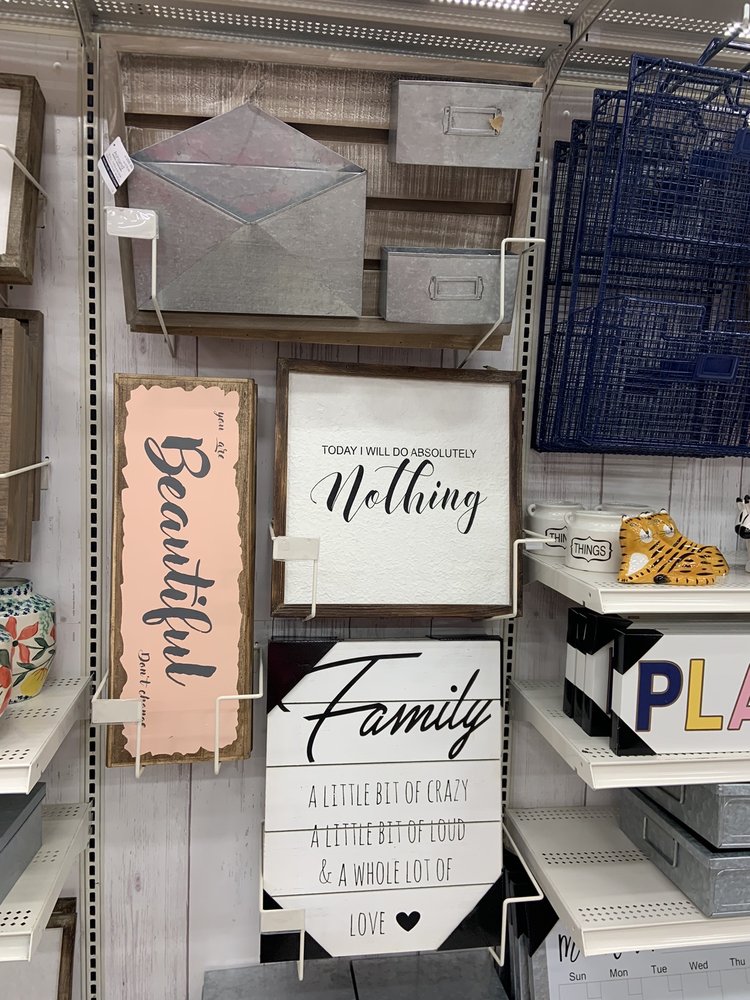 you are
Beautiful
Don't change
TODAY I WILL DO ABSOLUTELY
Nothing
Family
A LITTLE BIT OF CRAZY
A LITTLE BIT OF LOUD
& A WHOLE LOT OF
LOVE
THIN
THINGS
PLA
Sun Mon Tue Wed Thu